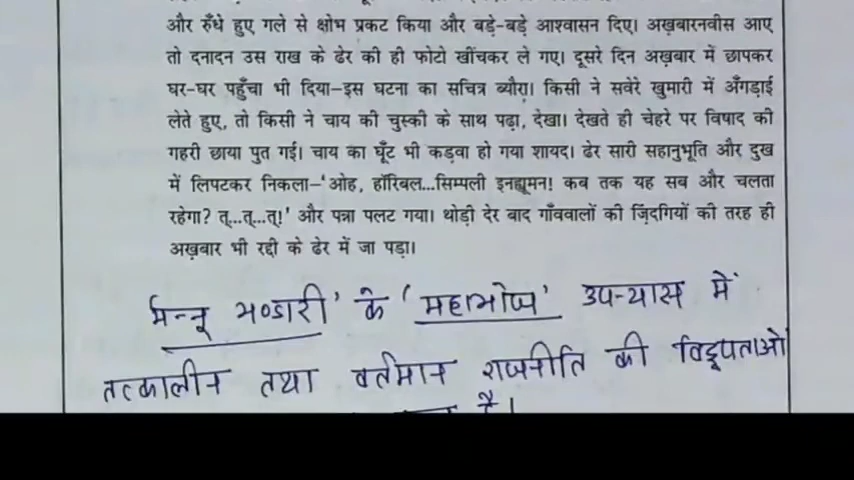 और रुँधे हुए गले से क्षोभ प्रकट किया और बड़े-बड़े आश्वासन दिए। अख़बारनवीस आए
तो दनादन उस राख के ढेर की ही फोटो खींचकर ले गए। दूसरे दिन अख़बार में छापकर
घर-घर पहुँचा भी दिया–इस घटना का सचित्र ब्यौरा। किसी ने सवेरे खुमारी में अँगड़ाई
लेते हुए, तो किसी ने चाय की चुस्की के साथ पढ़ा, देखा। देखते ही चेहरे पर विषाद की
गहरी छाया पुत गई। चाय का घूँट भी कड़वा हो गया शायद। ढेर सारी सहानुभूति और दुख
में लिपटकर निकला–'ओह, हॉरिबल...सिम्पली इनह्यूमन! कब तक यह सब और चलता
रहेगा? त्...त्...त्!' और पन्ना पलट गया। थोड़ी देर बाद गाँववालों की ज़िंदगियों की तरह ही
अख़बार भी रद्दी के ढेर में जा पड़ा।
मन्नू भण्डारी' के 'महाभोज' उपन्यास में
तत्कालीन तथा वर्तमान राजनीति की विद्रूपताओ
है।